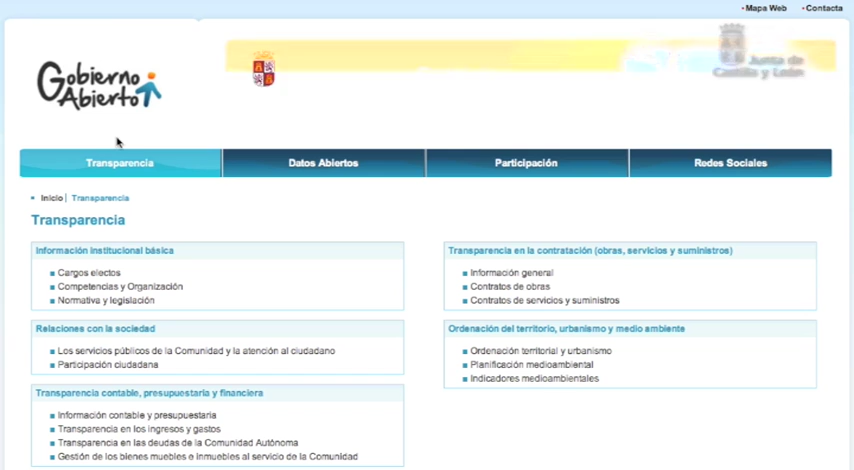 Mapa Web
Contacta
Gobierno
Abierto
Junta de
Castilla y León
Transparencia
Datos Abiertos
Participación
Redes Sociales
Inicio | Transparencia
Transparencia
Información institucional básica
Cargos electos
Competencias y Organización
Normativa y legislación
Relaciones con la sociedad
Los servicios públicos de la Comunidad y la atención al ciudadano
Participación ciudadana
Transparencia contable, presupuestaria y financiera
Información contable y presupuestaria
Transparencia en los ingresos y gastos
Transparencia en las deudas de la Comunidad Autónoma
Gestión de los bienes muebles e inmuebles al servicio de la Comunidad
Transparencia en la contratación (obras, servicios y suministros)
Información general
Contratos de obras
Contratos de servicios y suministros
Ordenación del territorio, urbanismo y medio ambiente
Ordenación territorial y urbanismo
Planificación medioambiental
Indicadores medioambientales